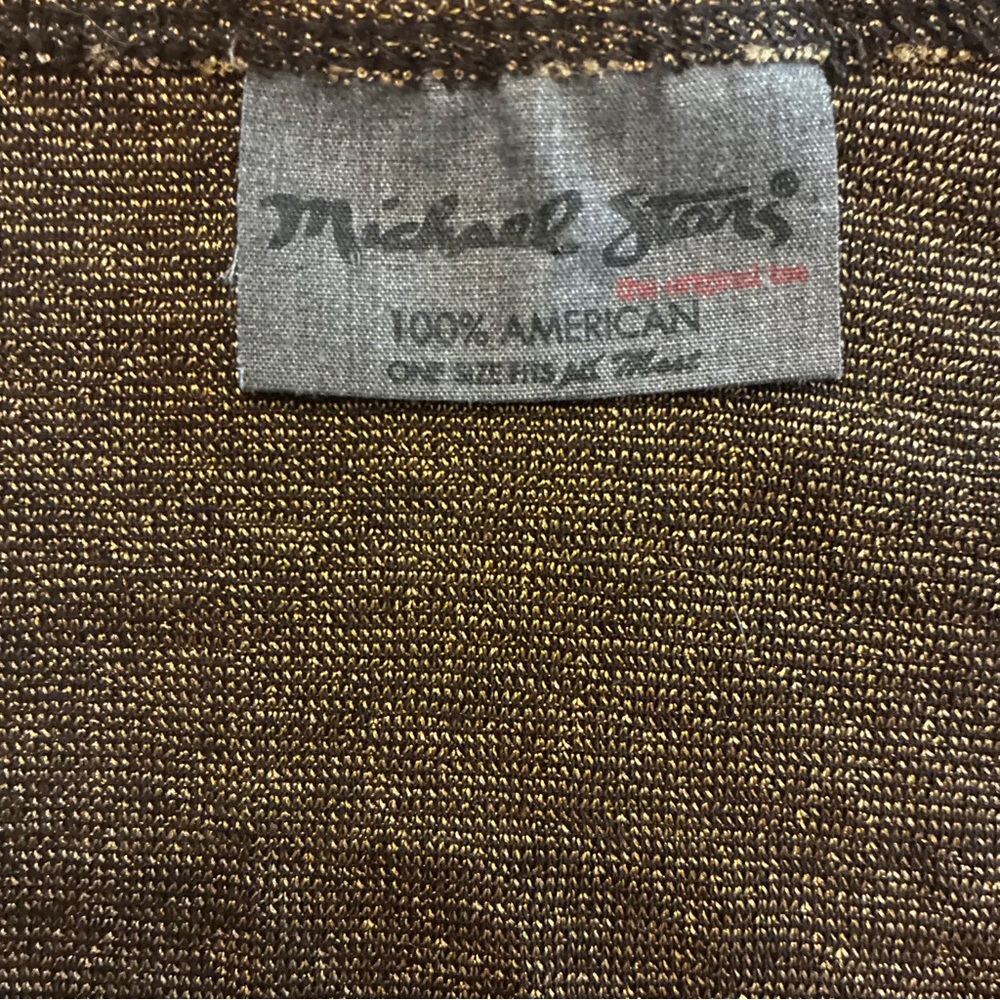 Michael Stars®
the original tee
100% AMERICAN
ONE SIZE FITS All Most